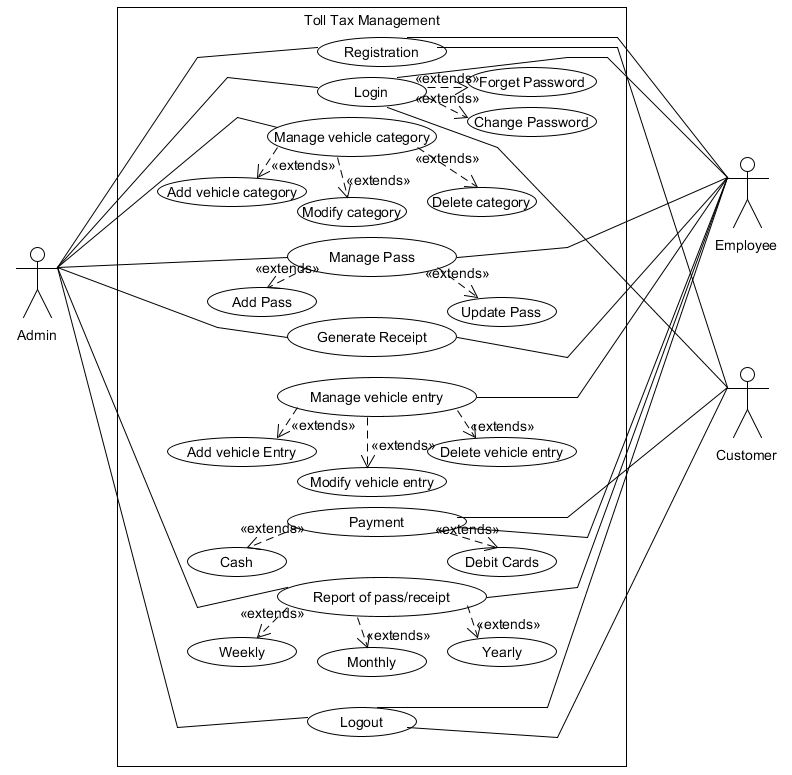 Toll Tax Management
Registration
Login
«extends»
Forget Password
«extends»
Change Password
Manage vehicle category
«extends»
«extends»
«extends»
Add vehicle category
Modify category
Delete category
Employee
Manage Pass
«extends»
«extends»
Add Pass
Update Pass
Admin
Generate Receipt
Manage vehicle entry
«extends»
«extends»
«extends»
Add vehicle Entry
Delete vehicle entry
Customer
Modify vehicle entry
Payment
«extends»
«extends»
Cash
Debit Cards
Report of pass/receipt
«extends»
«extends»
«extends»
Weekly
Monthly
Yearly
Logout